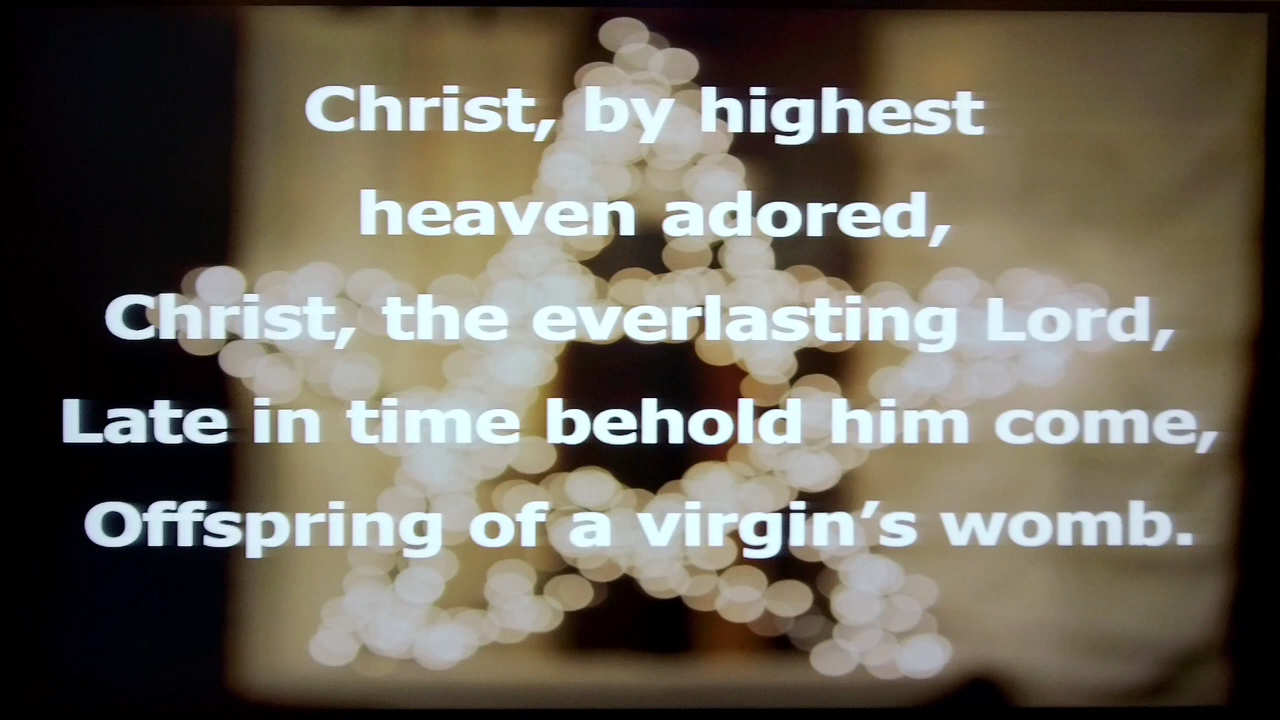 Christ, by highest
heaven adored,
Christ, the everlasting Lord,
Late in time behold him come,
Offspring of a virgin’s womb.